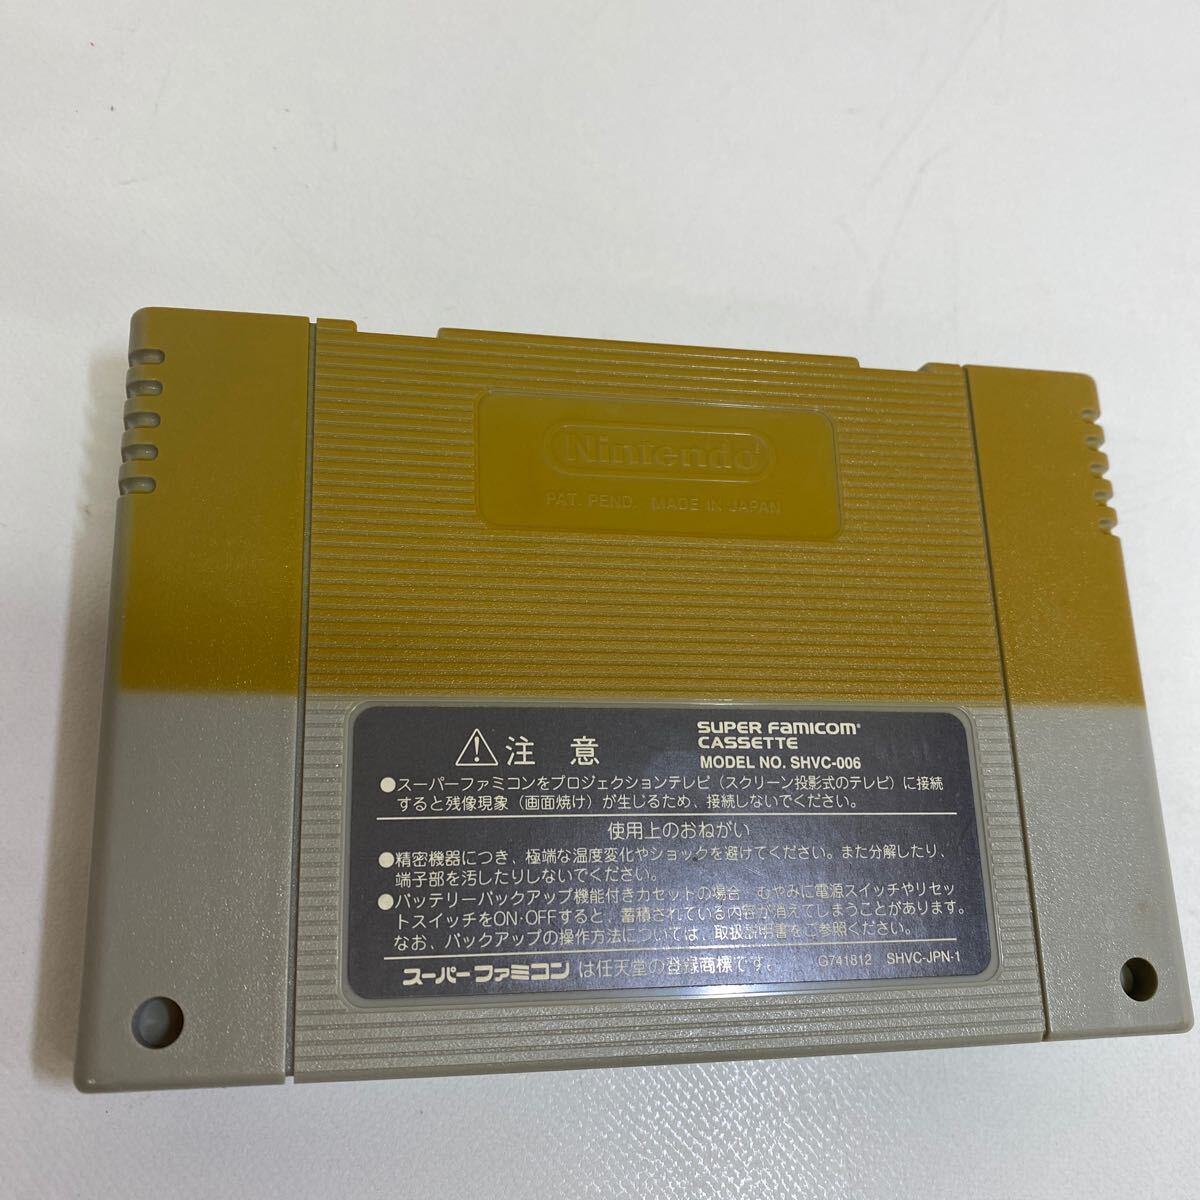 Nintendo
PAT. PEND. MADE IN JAPAN
⚠注意
SUPER FAMICOM
CASSETTE
MODEL NO. SHVC-006
●スーパーファミコンをプロジェクションテレビ（スクリーン投影式のテレビ）に接続
すると残像現象（画面焼け）が生じるため、接続しないでください。
使用上のおねがい
●精密機器につき、極端な温度変化やショックを避けてください。また分解したり、
端子部を汚したりしないでください。
●バッテリーバックアップ機能付きカセットの場合 むやみに電源スイッチやリセッ
トスイッチをON・OFFすると、蓄積されている内容が消えてしまうことがあります。
なお、バックアップの操作方法については、取扱説明書をご参照ください。
スーパーファミコンは任天堂の登録商標です。
G741812 SHVC-JPN-1